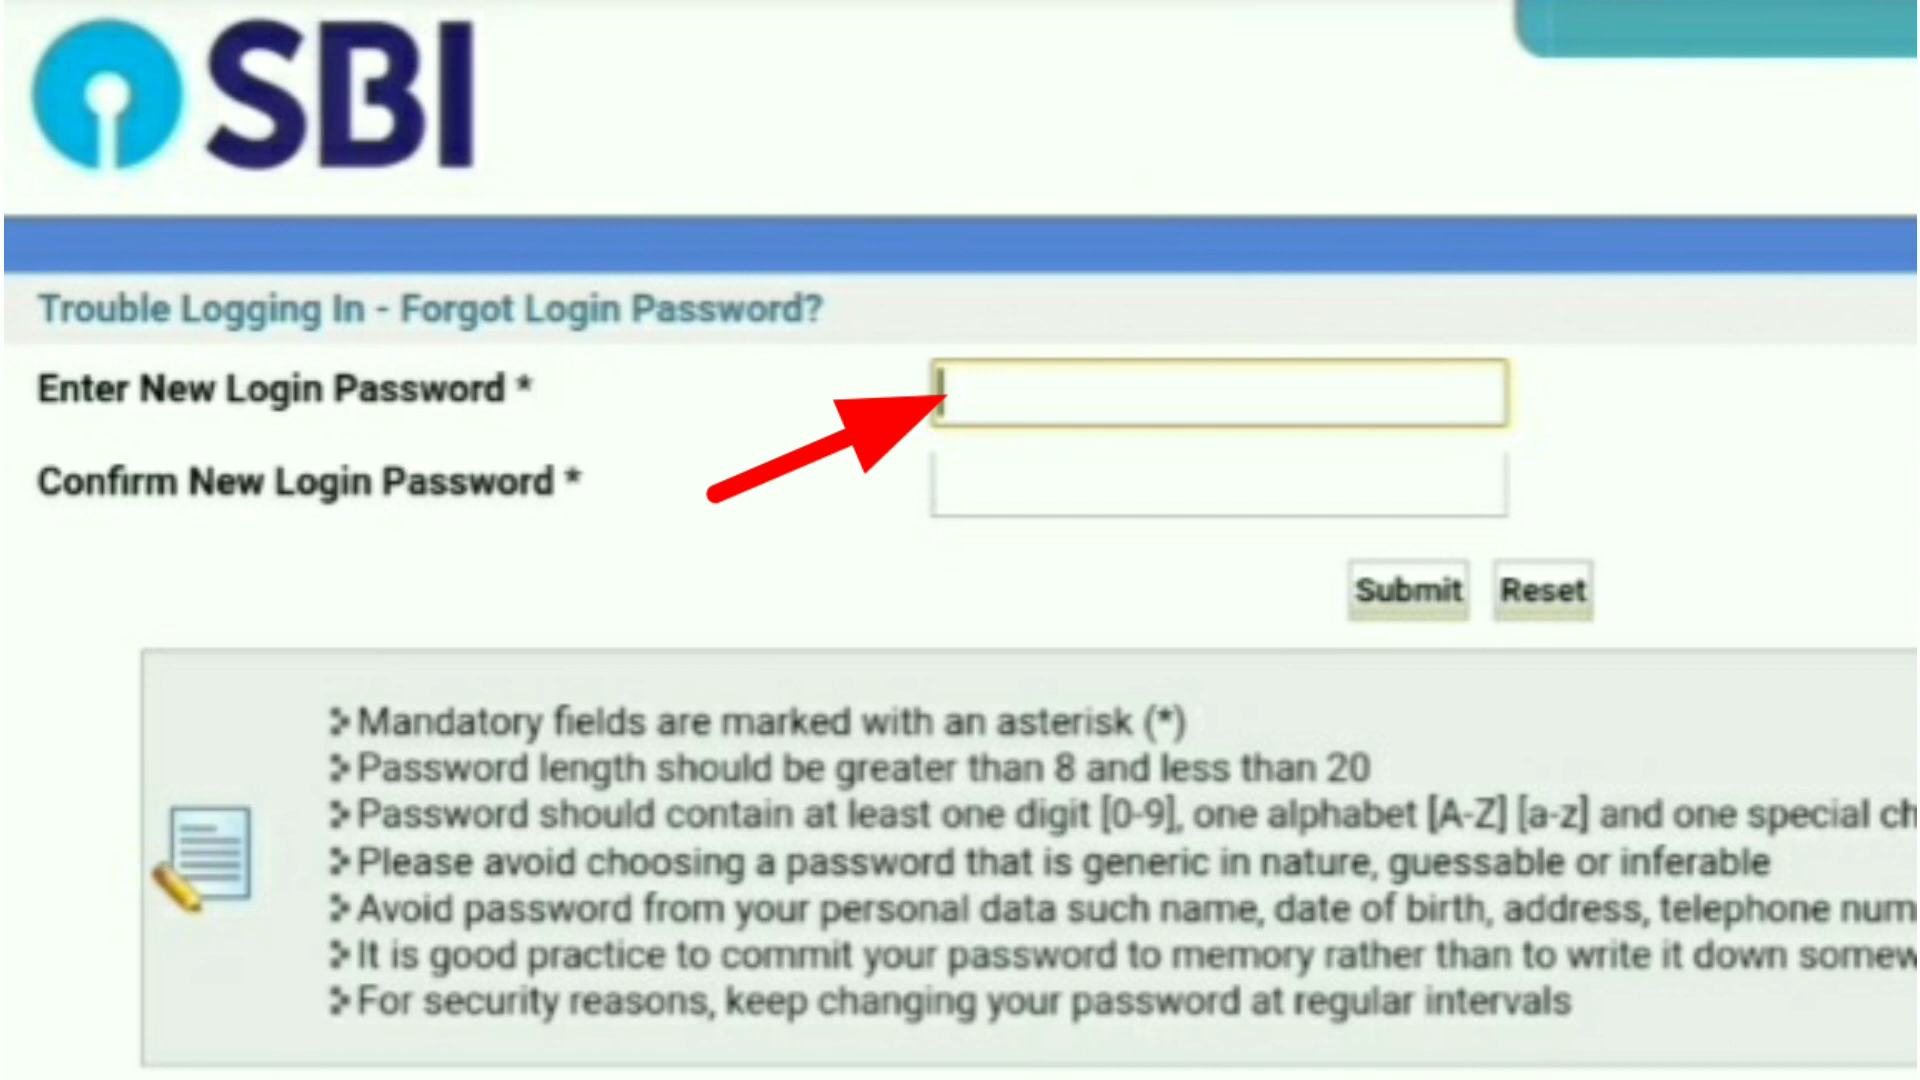 SBI
Trouble Logging In - Forgot Login Password?
Enter New Login Password *
Confirm New Login Password *
Submit Reset
Mandatory fields are marked with an asterisk (*)
Password length should be greater than 8 and less than 20
Password should contain at least one digit [0-9], one alphabet [A-Z] [a-z] and one special ch
Please avoid choosing a password that is generic in nature, guessable or inferable
Avoid password from your personal data such name, date of birth, address, telephone num
It is good practice to commit your password to memory rather than to write it down somew
For security reasons, keep changing your password at regular intervals